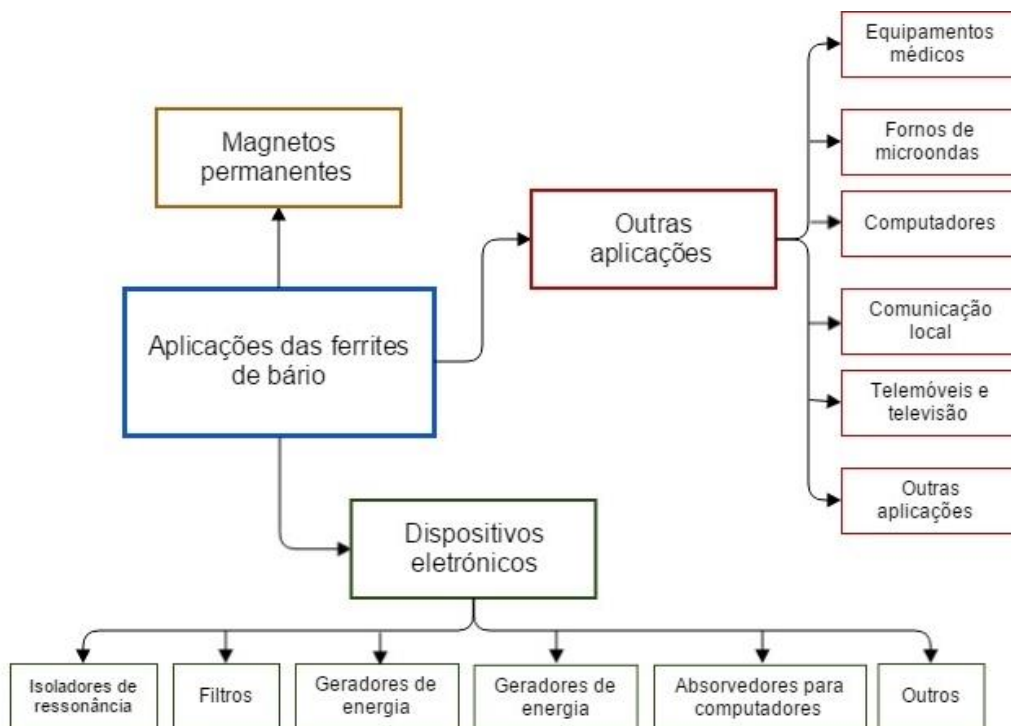 Equipamentos
médicos
Magnetos
permanentes
Fornos de
microondas
Outras
aplicações
Computadores
Aplicações das ferrites
de bário
Comunicação
local
Telemóveis e
televisão
Outras
aplicações
Dispositivos
eletrónicos
Isoladores de
ressonância
Filtros
Geradores de
energia
Geradores de
energia
Absorvedores para
computadores
Outros